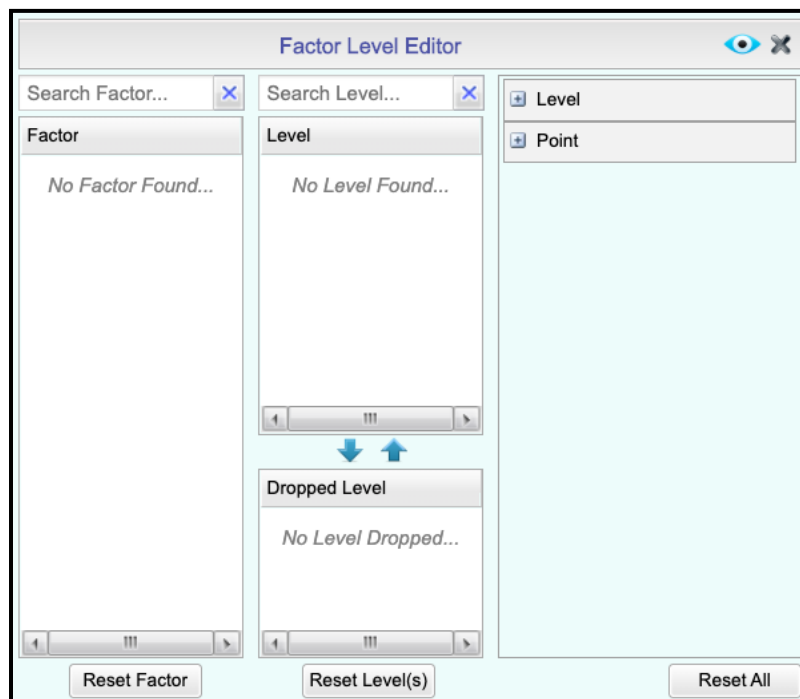 Factor Level Editor
Search Factor...
Search Level...
Level
Point
Factor
Level
No Factor Found...
No Level Found...
Dropped Level
No Level Dropped...
Reset Factor
Reset Level(s)
Reset All